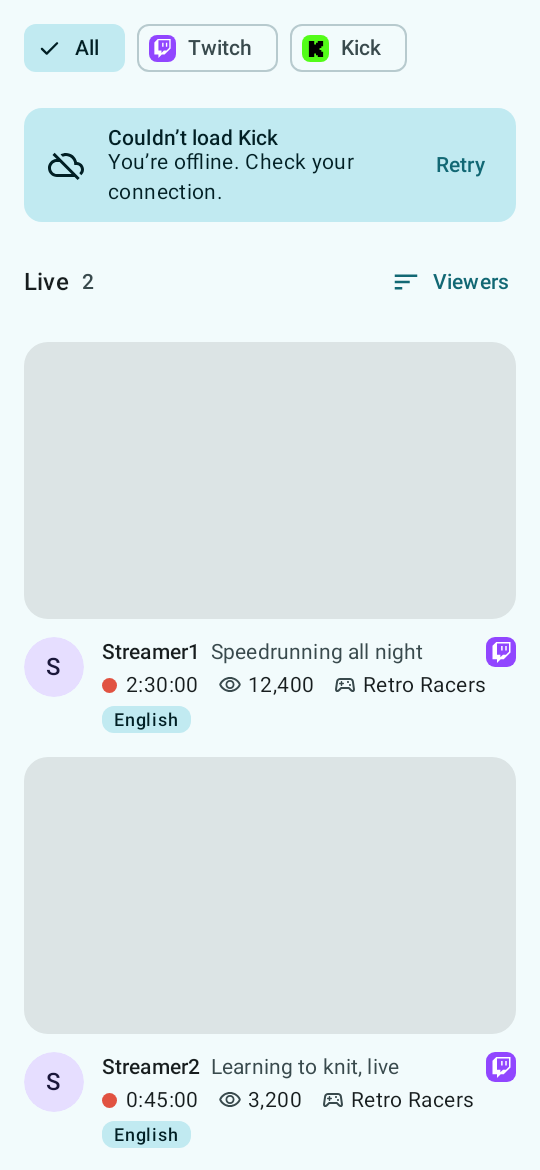 All
Twitch
Kick
Couldn’t load Kick
You’re offline. Check your
connection.
Retry
Live 2
Viewers
S
Streamer1 Speedrunning all night
2:30:00 12,400 Retro Racers
English
S
Streamer2 Learning to knit, live
0:45:00 3,200 Retro Racers
English